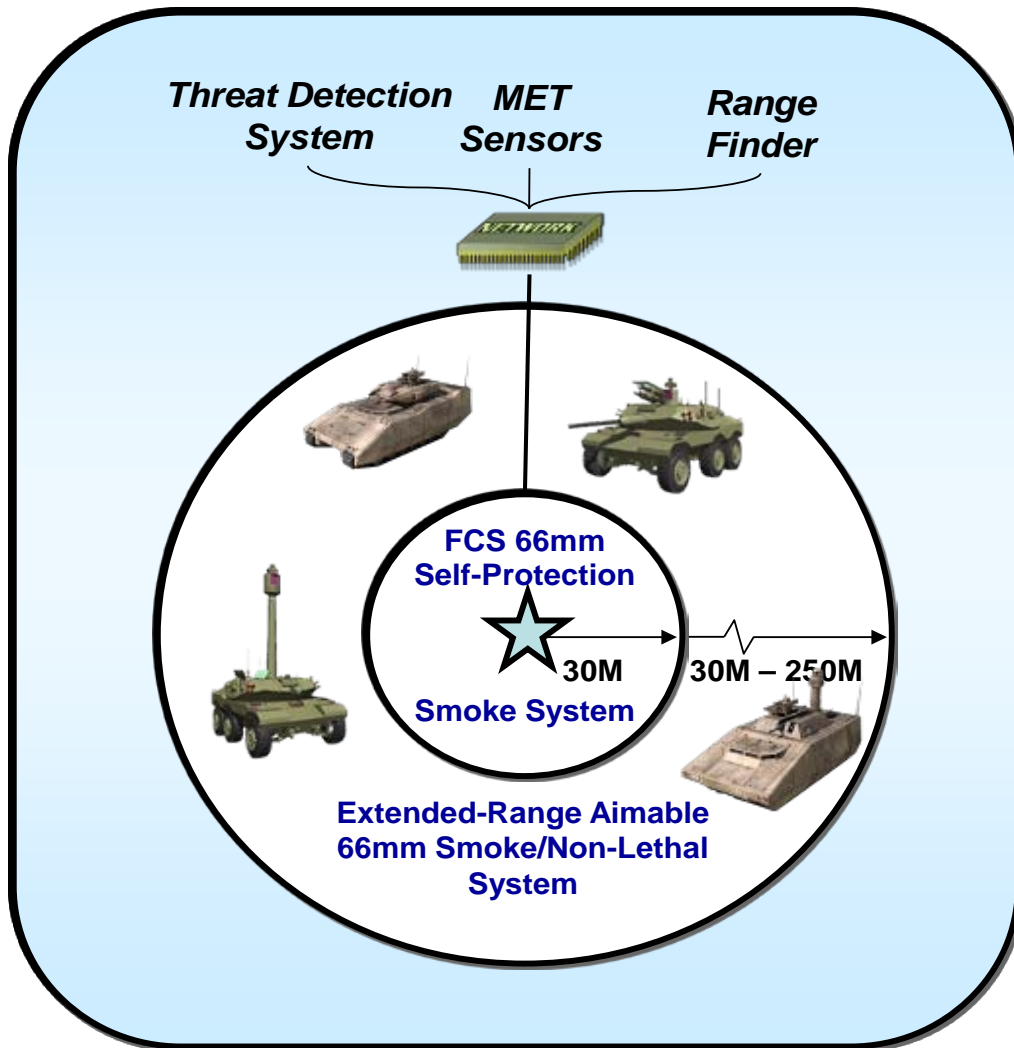 Threat Detection
System
MET
Sensors
Range
Finder
NETWORK
FCS 66mm
Self-Protection
30M
30M – 250M
Smoke System
Extended-Range Aimable
66mm Smoke/Non-Lethal
System